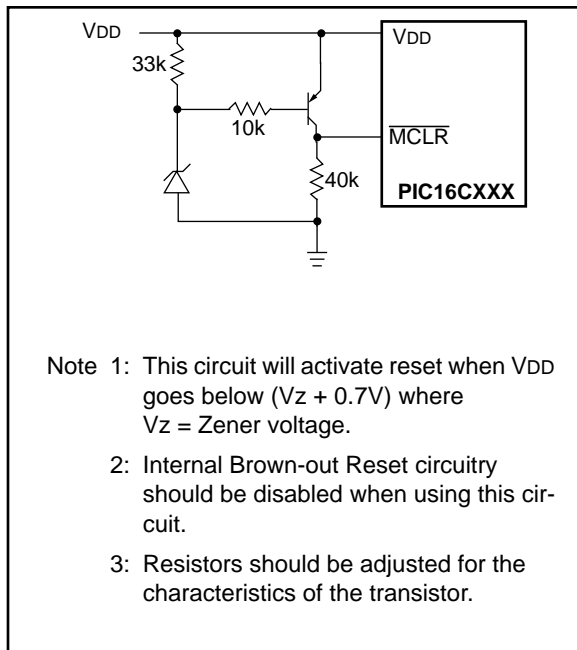 VDD
VDD
33k
10k
MCLR
40k
PIC16CXXX
Note 1: This circuit will activate reset when VDD
goes below (Vz + 0.7V) where
Vz = Zener voltage.
2: Internal Brown-out Reset circuitry
should be disabled when using this cir-
cuit.
3: Resistors should be adjusted for the
characteristics of the transistor.